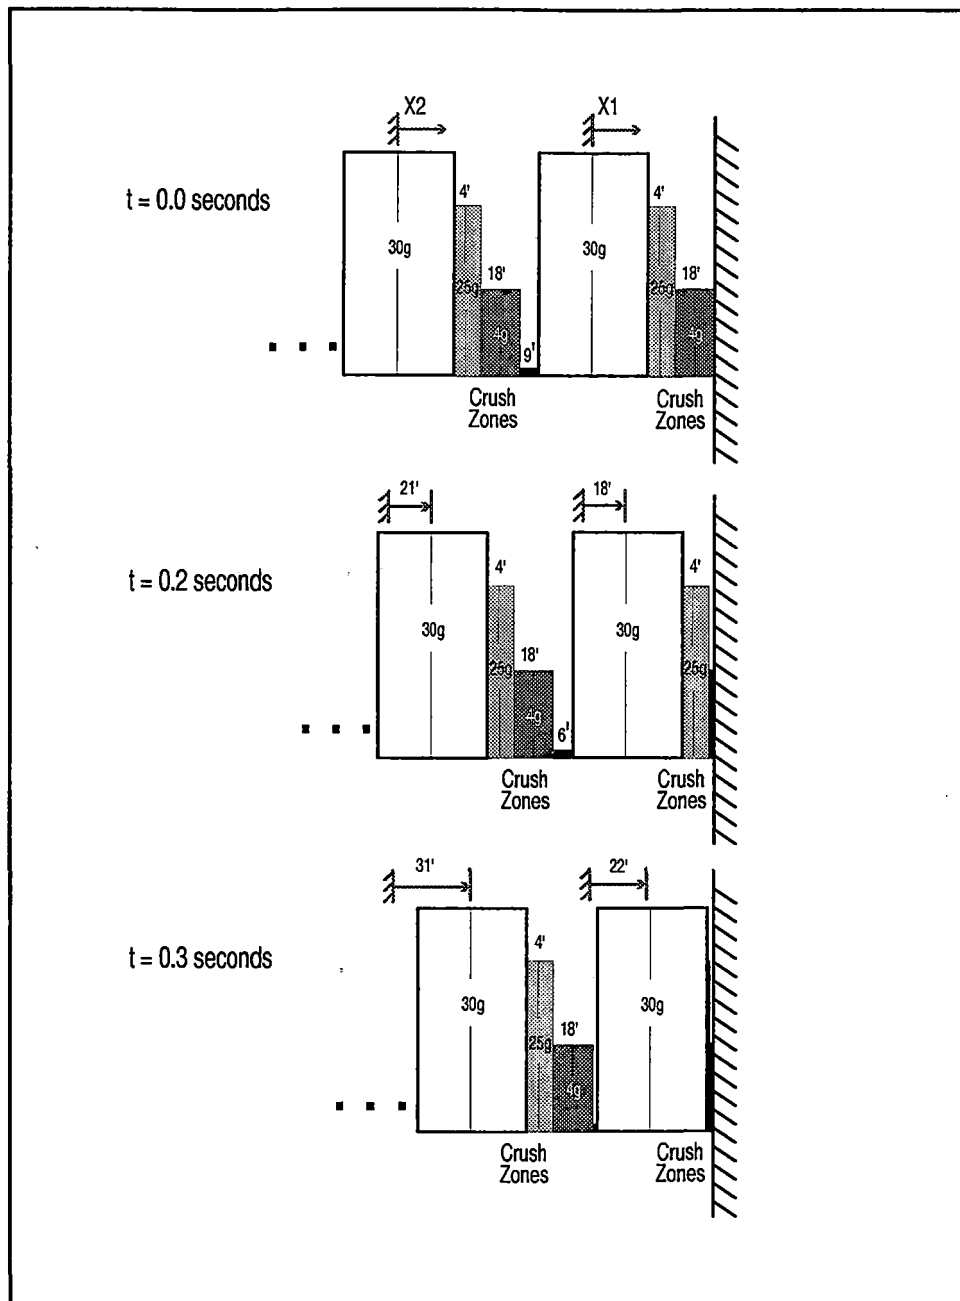 X2 X1
t = 0.0 seconds
4' 4'
30g 30g
18' 18'
25g 25g
4g 4g
9'
Crush Zones Crush Zones
21' 18'
t = 0.2 seconds
4' 4'
30g 30g
18'
25g 25g
4g
6'
Crush Zones Crush Zones
31' 22'
t = 0.3 seconds
4'
30g 30g
18'
25g
4g
Crush Zones Crush Zones